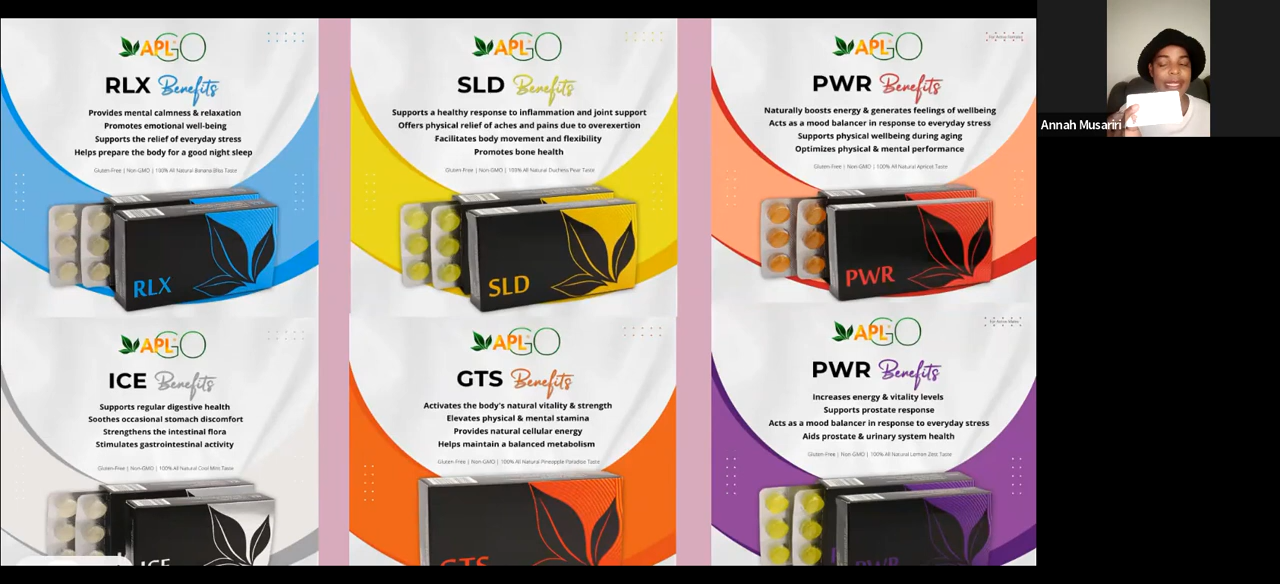 APLGO
RLX Benefits
Provides mental calmness & relaxation
Promotes emotional well-being
Supports the relief of everyday stress
Helps prepare the body for a good night sleep
Gluten-Free | Non-GMO | 100% All Natural Banana Bliss Taste
RLX
APLGO
SLD Benefits
Supports a healthy response to inflammation and joint support
Offers physical relief of aches and pains due to overexertion
Facilitates body movement and flexibility
Promotes bone health
Gluten-Free | Non-GMO | 100% All Natural Duchess Pear Taste
SLD
For Active Females
APLGO
PWR Benefits
Naturally boosts energy & generates feelings of wellbeing
Acts as a mood balancer in response to everyday stress
Supports physical wellbeing during aging
Optimizes physical & mental performance
Gluten-Free | Non-GMO | 100% All Natural Apricot Taste
PWR
Annah Musariri
APLGO
ICE Benefits
Supports regular digestive health
Soothes occasional stomach discomfort
Strengthens the intestinal flora
Stimulates gastrointestinal activity
Gluten-Free | Non-GMO | 100% All Natural Cool Mint Taste
ICE
APLGO
GTS Benefits
Activates the body's natural vitality & strength
Elevates physical & mental stamina
Provides natural cellular energy
Helps maintain a balanced metabolism
Gluten-Free | Non-GMO | 100% All Natural Pineapple Paradise Taste
GTS
For Active Males
APLGO
PWR Benefits
Increases energy & vitality levels
Supports prostate response
Acts as a mood balancer in response to everyday stress
Aids prostate & urinary system health
Gluten-Free | Non-GMO | 100% All Natural Lemon Zest Taste
PWR